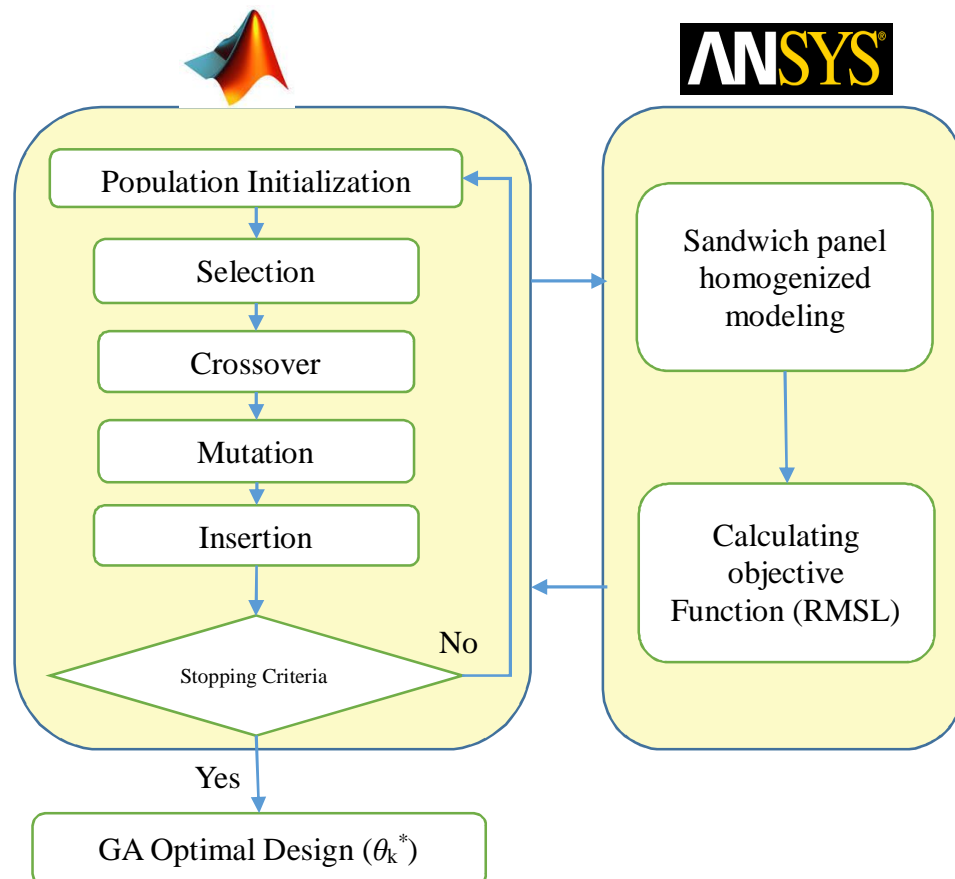 ANSYS®
Population Initialization
Selection
Crossover
Mutation
Insertion
Stopping Criteria
No
Yes
GA Optimal Design (θk*)
Sandwich panel
homogenized
modeling
Calculating
objective
Function (RMSL)